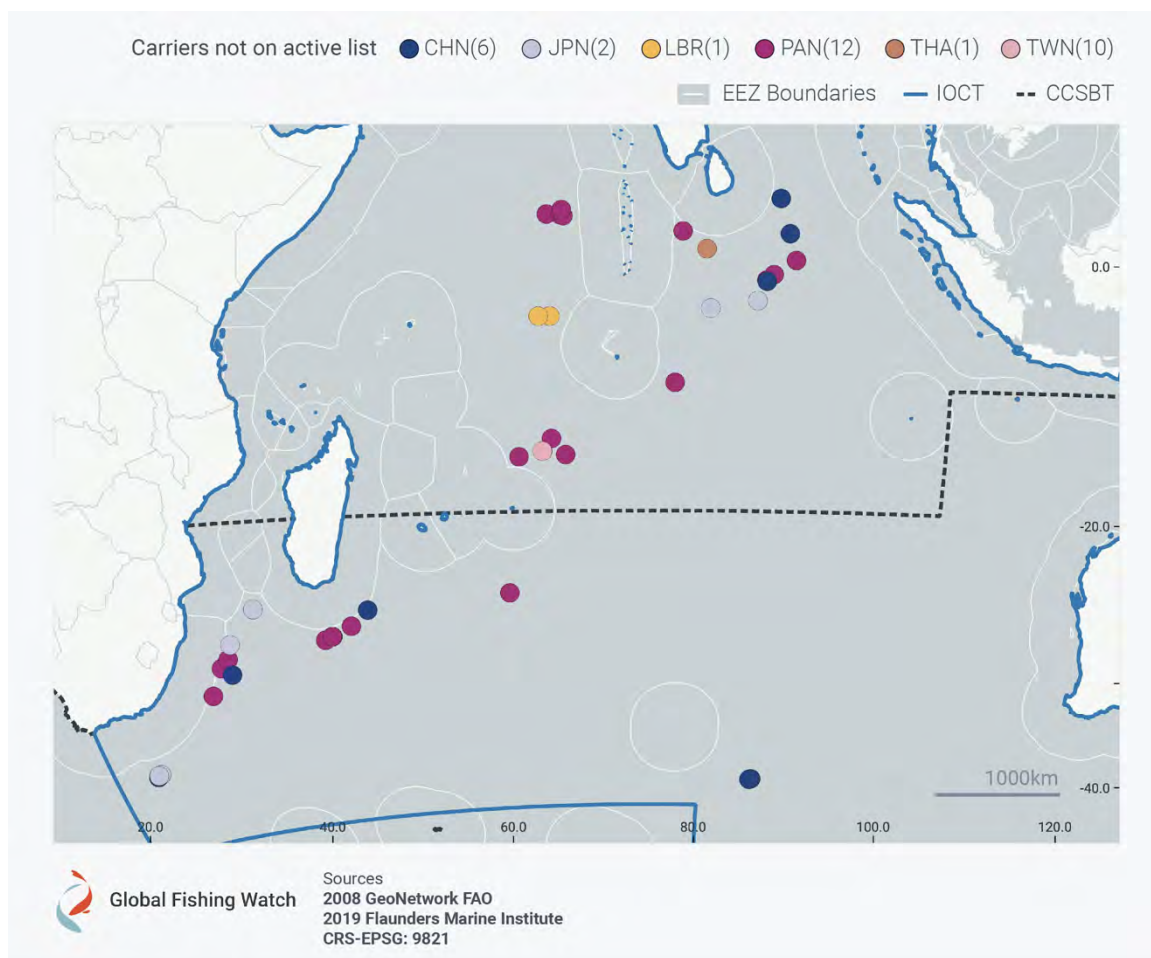 Carriers not on active list CHN(6) JPN(2) LBR(1) PAN(12) THA(1) TWN(10)
EEZ Boundaries IOCT CCSBT
0.0
-20.0
1000km
-40.0
20.0 40.0 60.0 80.0 100.0 120.0
Global Fishing Watch
Sources
2008 GeoNetwork FAO
2019 Flaunders Marine Institute
CRS-EPSG: 9821